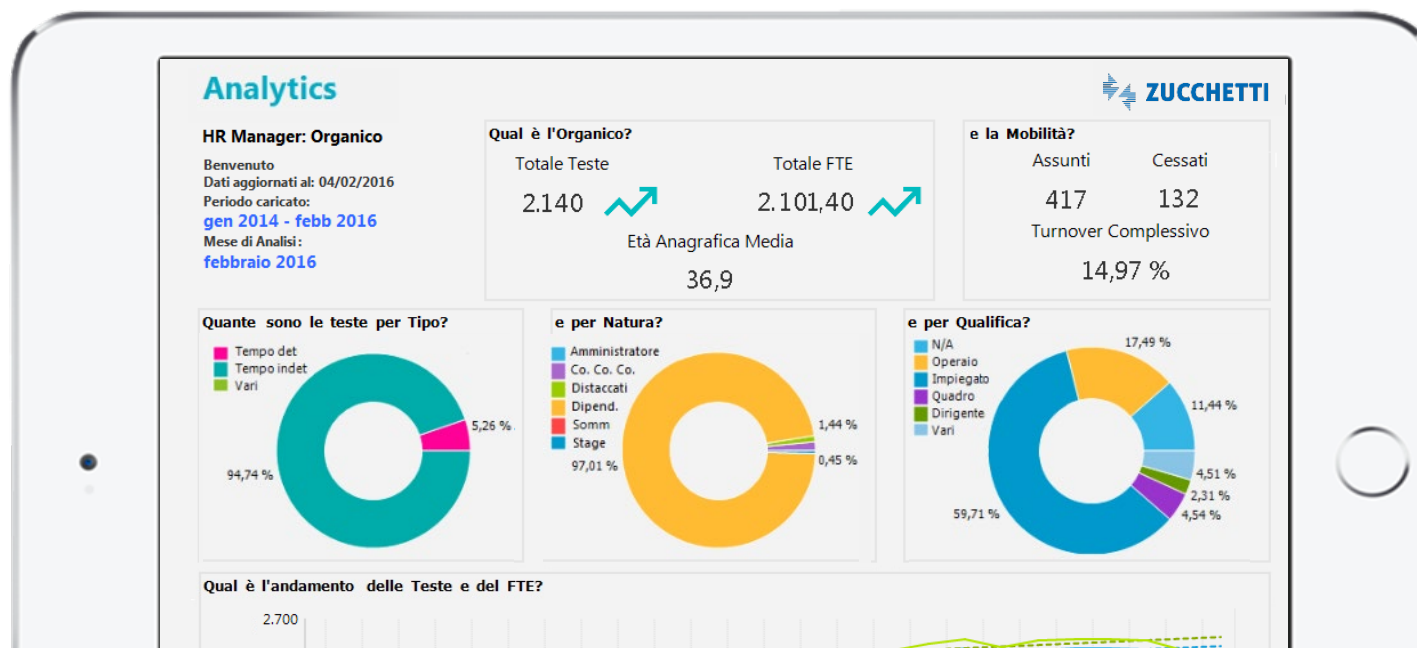 Analytics
ZUCCHETTI
HR Manager: Organico
Benvenuto
Dati aggiornati al: 04/02/2016
Periodo caricato:
gen 2014 - febb 2016
Mese di Analisi:
febbraio 2016
Qual è l'Organico?
Totale Teste
Totale FTE
2.140
2.101,40
Età Anagrafica Media
36,9
e la Mobilità?
Assunti
Cessati
417
132
Turnover Complessivo
14,97 %
Quante sono le teste per Tipo?
Tempo det
Tempo indet
Vari
5,26 %
94,74 %
e per Natura?
Amministratore
Co. Co. Co.
Distaccati
Dipend.
Somm
Stage
1,44 %
0,45 %
97,01 %
e per Qualifica?
N/A
Operaio
Impiegato
Quadro
Dirigente
Vari
17,49 %
11,44 %
4,51 %
2,31 %
4,54 %
59,71 %
Qual è l'andamento delle Teste e del FTE?
2.700